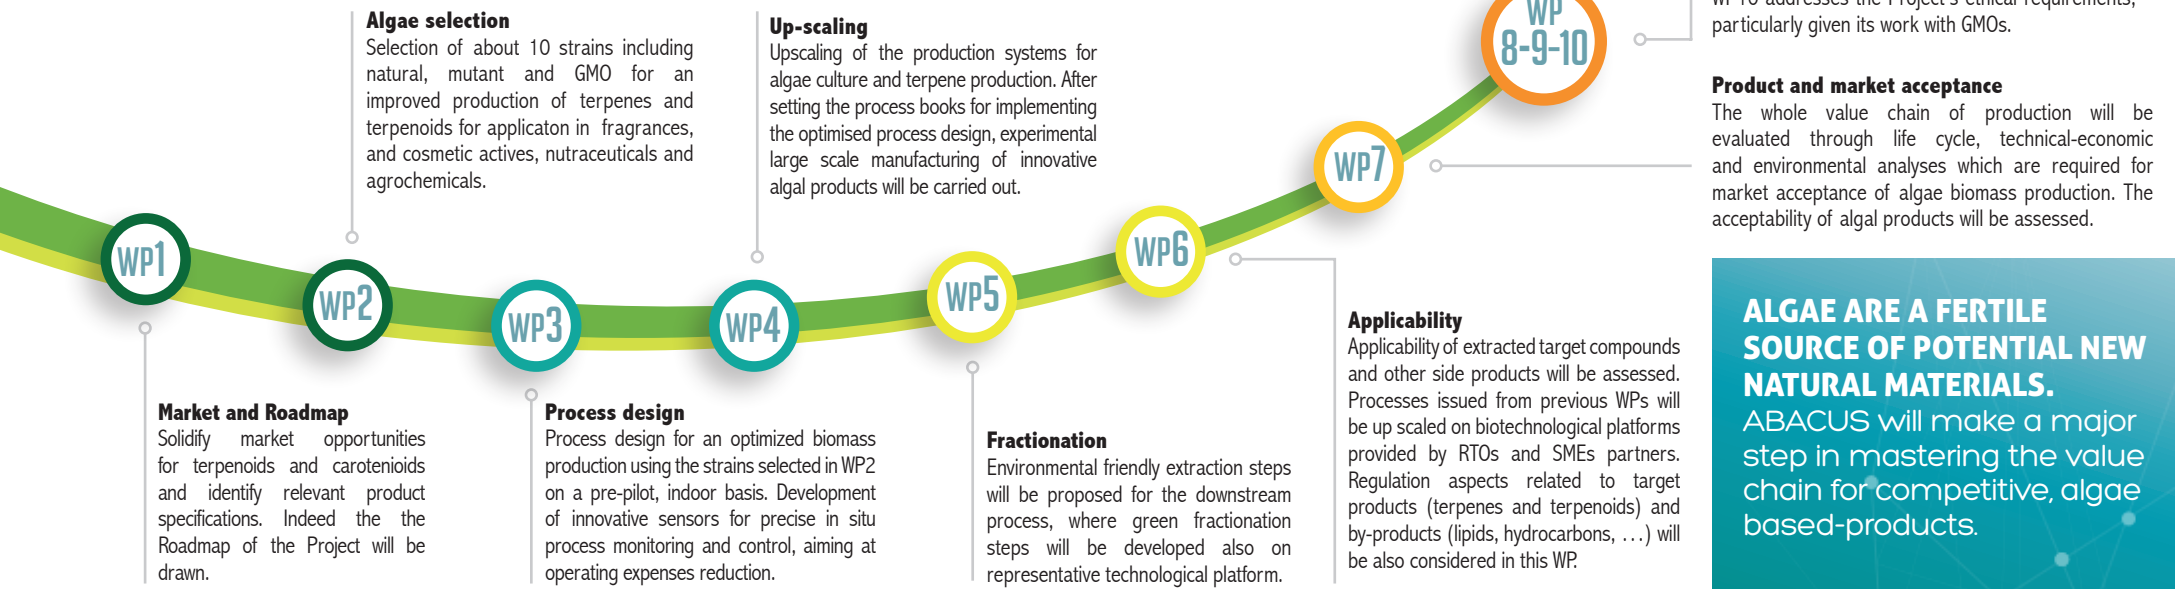 Algae selection
Selection of about 10 strains including
natural, mutant and GMO for an
improved production of terpenes and
terpenoids for applicaton in fragrances,
and cosmetic actives, nutraceuticals and
agrochemicals.
Up-scaling
Upscaling of the production systems for
algae culture and terpene production. After
setting the process books for implementing
the optimised process design, experimental
large scale manufacturing of innovative
algal products will be carried out.
WP
8-9-10
WP 10 addresses the Project's ethical requirements,
particularly given its work with GMOs.
Product and market acceptance
The whole value chain of production will be
evaluated through life cycle, technical-economic
and environmental analyses which are required for
market acceptance of algae biomass production. The
acceptability of algal products will be assessed.
WP1
WP2
WP3
WP4
WP5
WP6
WP7
Market and Roadmap
Solidify market opportunities
for terpenoids and carotenioids
and identify relevant product
specifications. Indeed the the
Roadmap of the Project will be
drawn.
Process design
Process design for an optimized biomass
production using the strains selected in WP2
on a pre-pilot, indoor basis. Development
of innovative sensors for precise in situ
process monitoring and control, aiming at
operating expenses reduction.
Fractionation
Environmental friendly extraction steps
will be proposed for the downstream
process, where green fractionation
steps will be developed also on
representative technological platform.
Applicability
Applicability of extracted target compounds
and other side products will be assessed.
Processes issued from previous WPs will
be up scaled on biotechnological platforms
provided by RTOs and SMEs partners.
Regulation aspects related to target
products (terpenes and terpenoids) and
by-products (lipids, hydrocarbons, …) will
be also considered in this WP.
ALGAE ARE A FERTILE
SOURCE OF POTENTIAL NEW
NATURAL MATERIALS.
ABACUS will make a major
step in mastering the value
chain for competitive, algae
based-products.